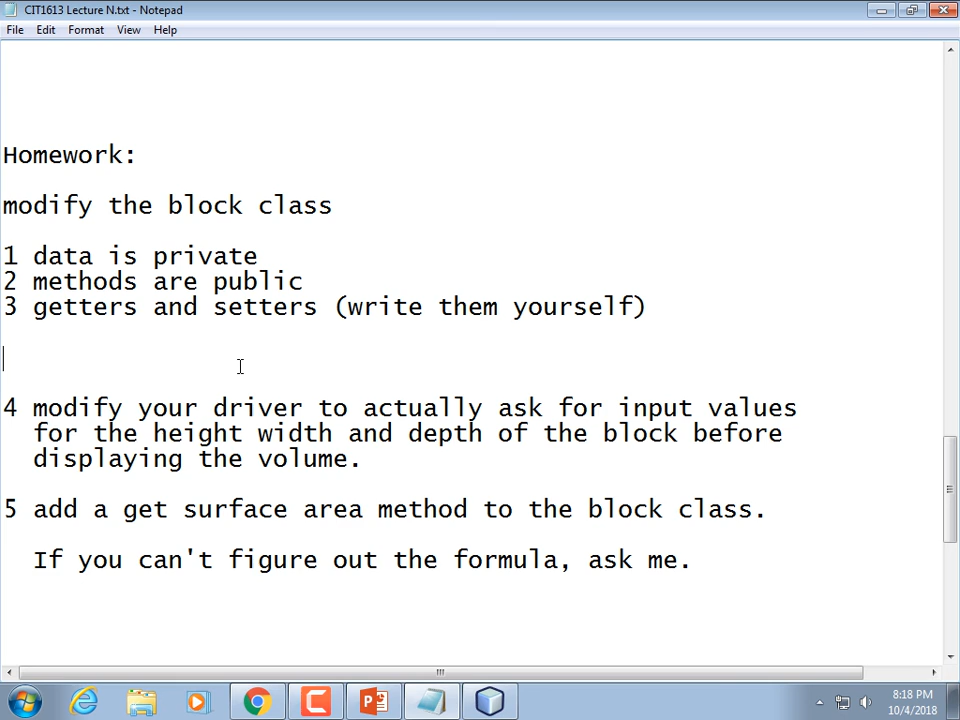 CIT1613 Lecture N.txt - Notepad
File Edit Format View Help
Homework:
modify the block class
1 data is private
2 methods are public
3 getters and setters (write them yourself)
4 modify your driver to actually ask for input values
for the height width and depth of the block before
displaying the volume.
5 add a get surface area method to the block class.
If you can't figure out the formula, ask me.
8:18 PM
10/4/2018